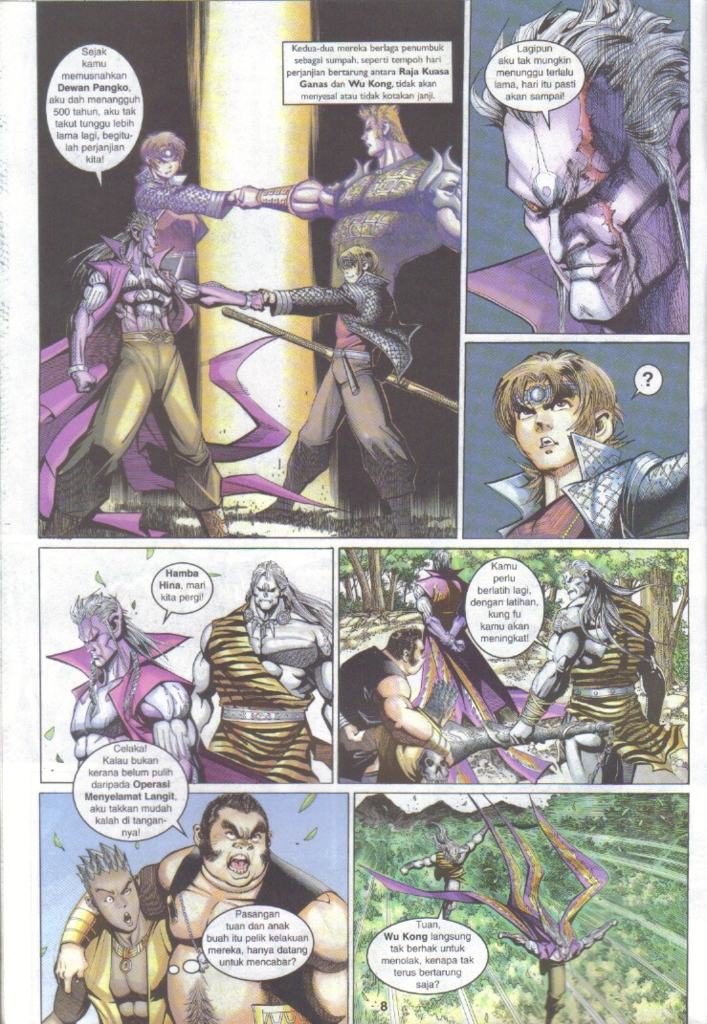 Sejak
kamu
memusnahkan
Dewan Pangko,
aku dah menangguh
500 tahun, aku tak
takut tunggu lebih
lama lagi, begitu-
lah perjanjian
kita!
Kedua-dua mereka berlaga penumbuk
sebagai sumpah, seperti tempoh hari
perjanjian bertarung antara Raja Kuasa
Ganas dan Wu Kong, tidak akan
menyesal atau tidak kotakan janji.
Lagipun
aku tak mungkin
menunggu terlalu
lama, hari itu pasti
akan sampai!
?
Hamba
Hina, mari
kita pergi!
Kamu
perlu
berlatih lagi,
dengan latihan,
kung fu
kamu akan
meningkat!
Celaka!
Kalau bukan
kerana belum pulih
daripada Operasi
Menyelamat Langit,
aku takkan mudah
kalah di tangan-
nya!
Pasangan
tuan dan anak
buah itu pelik kelakuan
mereka, hanya datang
untuk mencabar?
Tuan,
Wu Kong langsung
tak berhak untuk
menolak, kenapa tak
terus bertarung
saja?
8